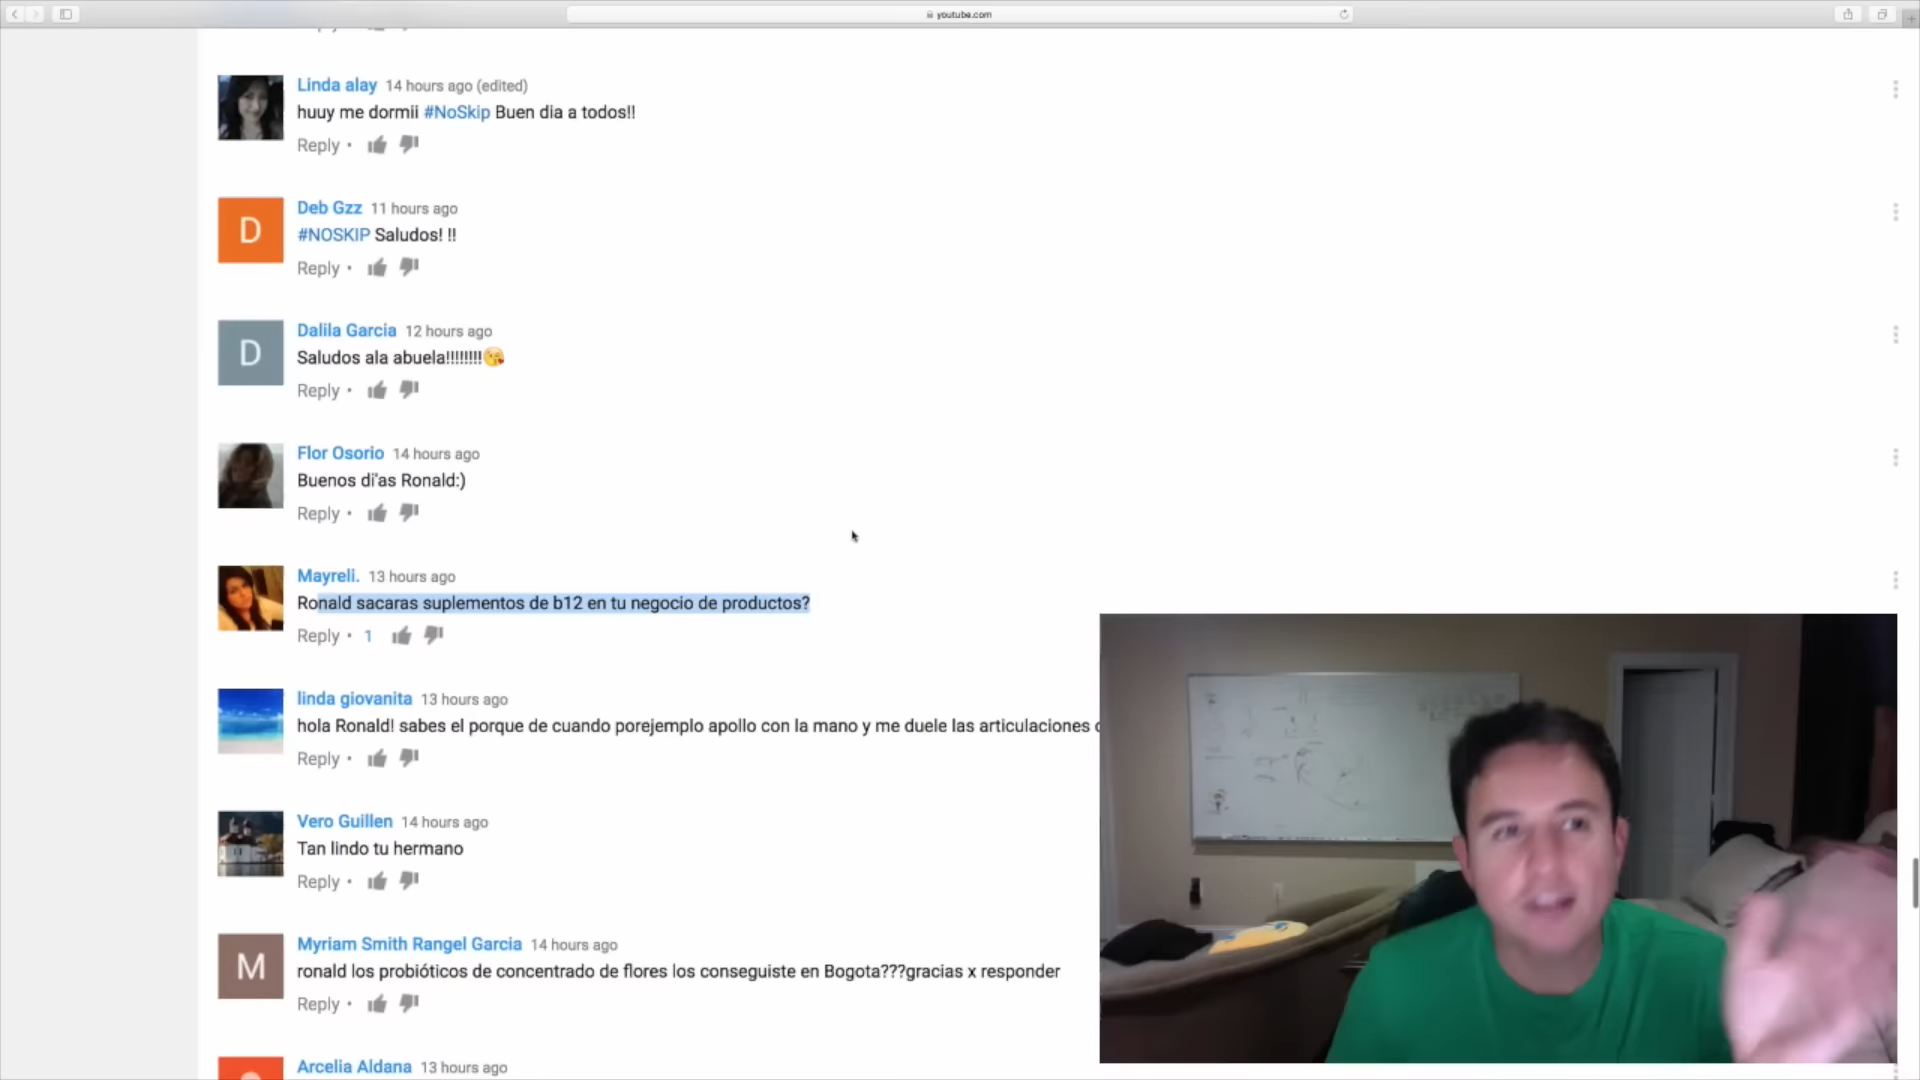 youtube.com
Linda alay 14 hours ago (edited)
huuy me dormii #NoSkip Buen dia a todos!!
Reply •
D
Deb Gzz 11 hours ago
#NOSKIP Saludos! !!
Reply •
D
Dalila Garcia 12 hours ago
Saludos ala abuela!!!!!!!!😘
Reply •
Flor Osorio 14 hours ago
Buenos di'as Ronald:)
Reply •
Mayreli. 13 hours ago
Ronald sacaras suplementos de b12 en tu negocio de productos?
Reply • 1
linda giovanita 13 hours ago
hola Ronald! sabes el porque de cuando porejemplo apollo con la mano y me duele las articulaciones
Reply •
Vero Guillen 14 hours ago
Tan lindo tu hermano
Reply •
M
Myriam Smith Rangel Garcia 14 hours ago
ronald los probióticos de concentrado de flores los conseguiste en Bogota???gracias x responder
Reply •
Arcelia Aldana 13 hours ago